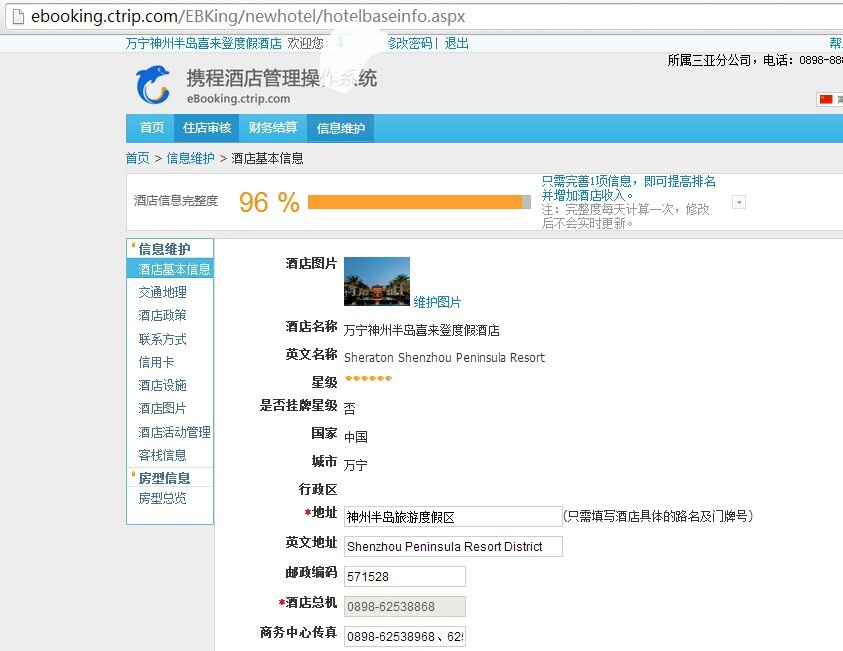 ebooking.ctrip.com/EBKing/newhotel/hotelbaseinfo.aspx
万宁神州半岛喜来登度假酒店 欢迎您 修改密码| 退出
所属三亚分公司，电话：0898-88
携程酒店管理操作系统
eBooking.ctrip.com
首页 住店审核 财务结算 信息维护
首页 > 信息维护 > 酒店基本信息
酒店信息完整度 96 %
只需完善1项信息，即可提高排名
并增加酒店收入。
注：完整度每天计算一次，修改
后不会实时更新。
信息维护
酒店基本信息
交通地理
酒店政策
联系方式
信用卡
酒店设施
酒店图片
酒店活动管理
客栈信息
房型信息
房型总览
酒店图片 维护图片
酒店名称 万宁神州半岛喜来登度假酒店
英文名称 Sheraton Shenzhou Peninsula Resort
星级
是否挂牌星级 否
国家 中国
城市 万宁
行政区
*地址 神州半岛旅游度假区 (只需填写酒店具体的路名及门牌号)
英文地址 Shenzhou Peninsula Resort District
邮政编码 571528
*酒店总机 0898-62538868
商务中心传真 0898-62538968、625